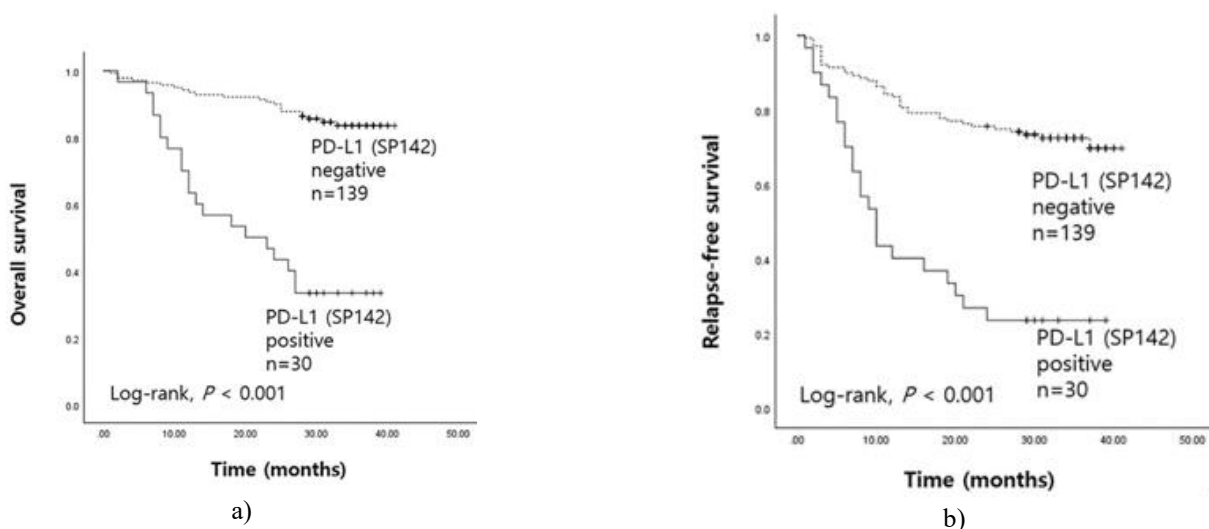 Overall survival
1.0
0.8
0.6
0.4
0.2
0.0
PD-L1 (SP142)
negative
n=139
PD-L1 (SP142)
positive
n=30
Log-rank, P < 0.001
.00 10.00 20.00 30.00 40.00 50.00
Time (months)
a)
Relapse-free survival
1.0
0.8
0.6
0.4
0.2
0.0
PD-L1 (SP142)
negative
n=139
PD-L1 (SP142)
positive
n=30
Log-rank, P < 0.001
.00 10.00 20.00 30.00 40.00 50.00
Time (months)
b)